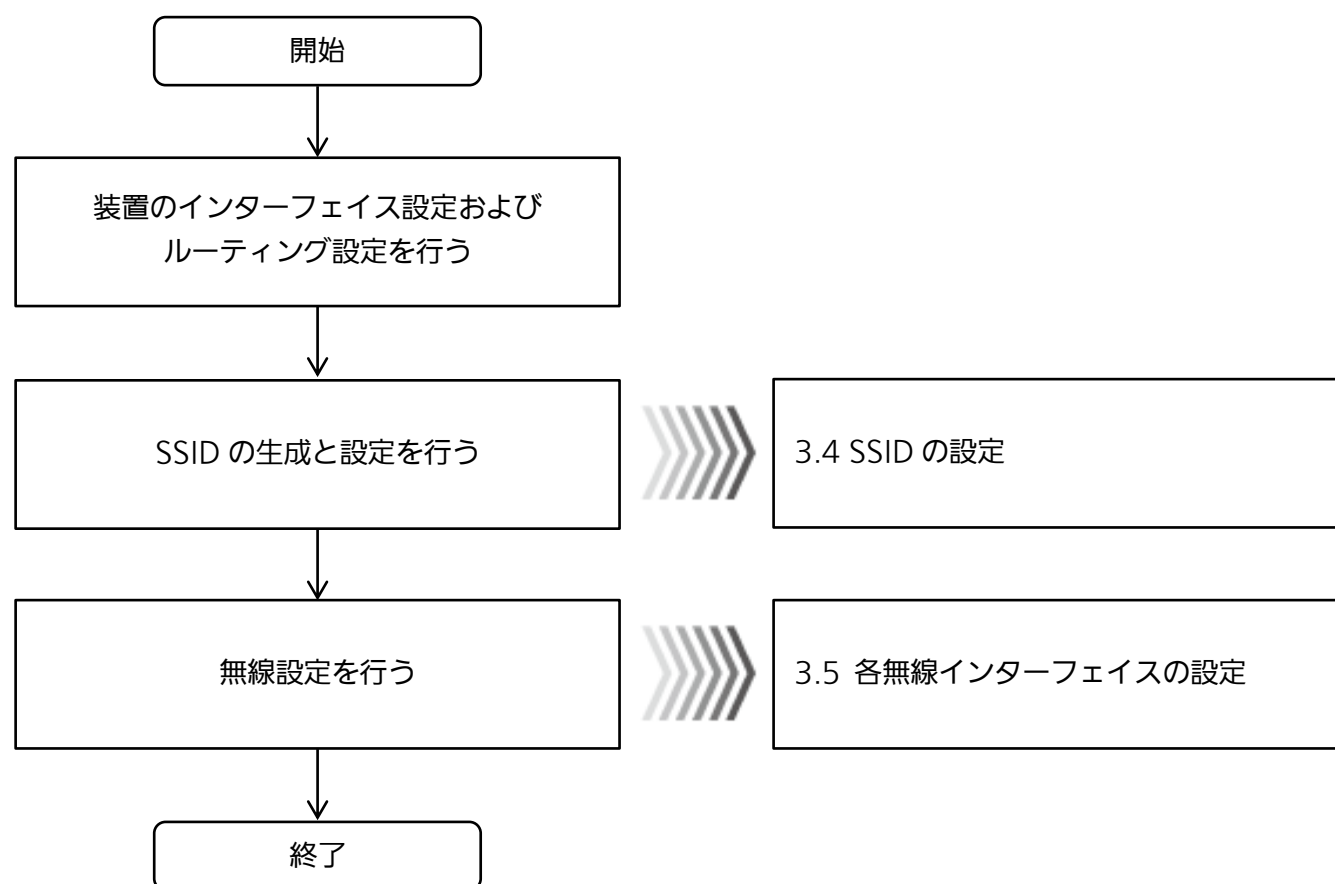 開始
装置のインターフェイス設定および
ルーティング設定を行う
SSID の生成と設定を行う
3.4 SSID の設定
無線設定を行う
3.5 各無線インターフェイスの設定
終了